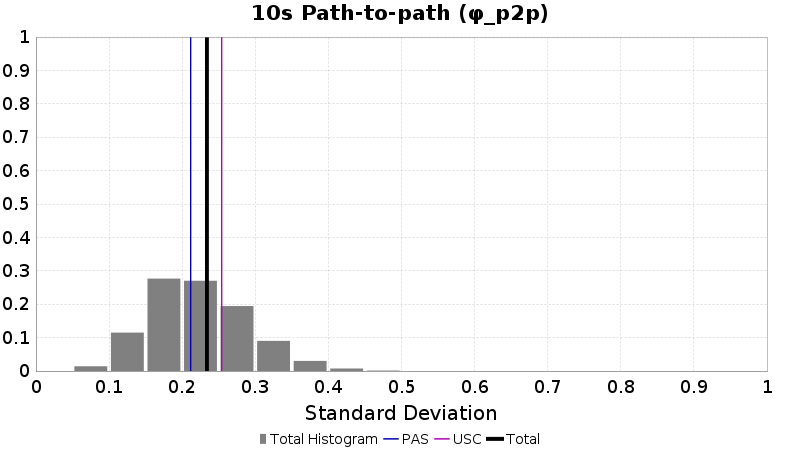 10s Path-to-path (φ_p2p)
1
0.9
0.8
0.7
0.6
0.5
0.4
0.3
0.2
0.1
0
0 0.1 0.2 0.3 0.4 0.5 0.6 0.7 0.8 0.9 1
Standard Deviation
Total Histogram PAS USC Total